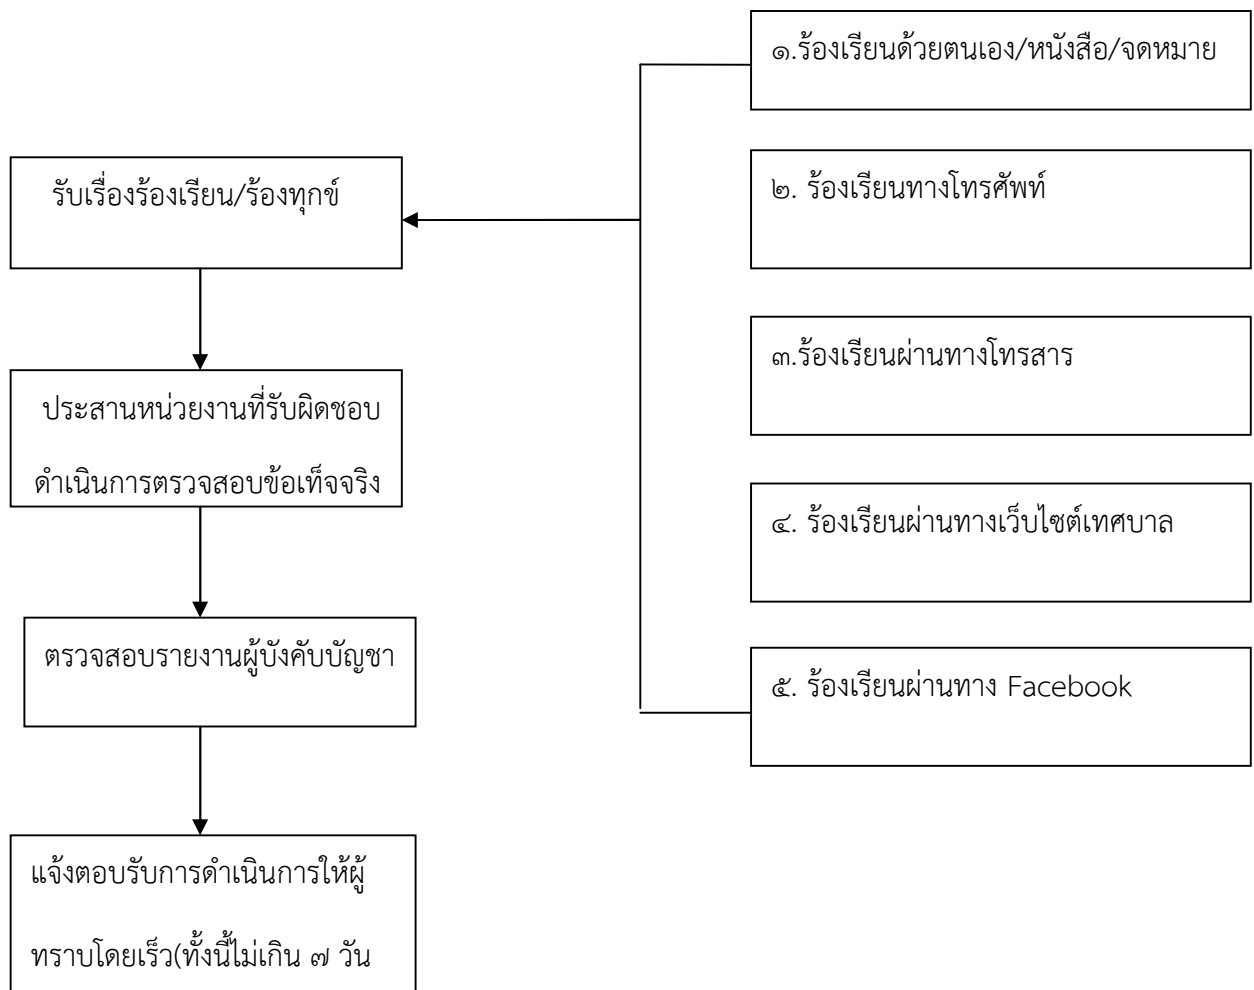 ๑.ร้องเรียนด้วยตนเอง/หนังสือ/จดหมาย
รับเรื่องร้องเรียน/ร้องทุกข์
๒. ร้องเรียนทางโทรศัพท์
๓.ร้องเรียนผ่านทางโทรสาร
ประสานหน่วยงานที่รับผิดชอบ
ดำเนินการตรวจสอบข้อเท็จจริง
๔. ร้องเรียนผ่านทางเว็บไซต์เทศบาล
ตรวจสอบรายงานผู้บังคับบัญชา
๕. ร้องเรียนผ่านทาง Facebook
แจ้งตอบรับการดำเนินการให้ผู้
ทราบโดยเร็ว(ทั้งนี้ไม่เกิน ๗ วัน